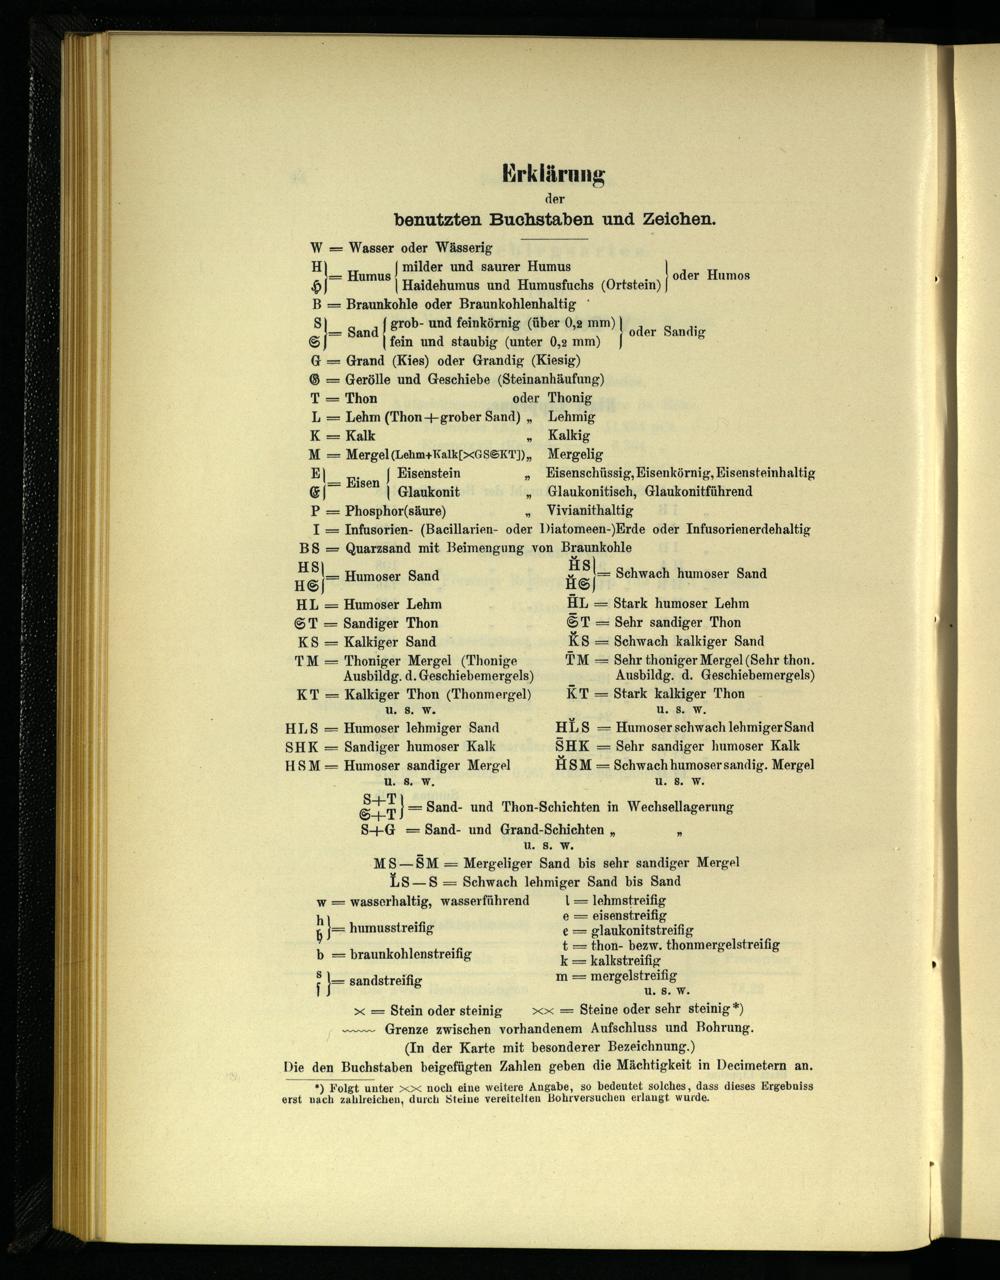 Erklärung
der
benutzten Buchstaben und Zeichen.
W = Wasser oder Wässerig
H } = Humus { milder und saurer Humus } oder Humos
ℌ } { Haidehumus und Humusfuchs (Ortstein) }
B = Braunkohle oder Braunkohlenhaltig
S } = Sand { grob- und feinkörnig (über 0,2 mm) } oder Sandig
𝔖 } { fein und staubig (unter 0,2 mm) }
G = Grand (Kies) oder Grandig (Kiesig)
𝔊 = Gerölle und Geschiebe (Steinanhäufung)
T = Thon oder Thonig
L = Lehm (Thon+grober Sand) „ Lehmig
K = Kalk „ Kalkig
M = Mergel (Lehm+Kalk[×GS𝔖KT]) „ Mergelig
E } = Eisen { Eisenstein „ Eisenschüssig, Eisenkörnig, Eisensteinhaltig
𝔈 } { Glaukonit „ Glaukonitisch, Glaukonitführend
P = Phosphor(säure) „ Vivianithaltig
I = Infusorien- (Bacillarien- oder Diatomeen-)Erde oder Infusorienerdehaltig
BS = Quarzsand mit Beimengung von Braunkohle
HS } = Humoser Sand H̆S } = Schwach humoser Sand
H𝔖 } H̆𝔖 }
HL = Humoser Lehm H̄L = Stark humoser Lehm
𝔖T = Sandiger Thon 𝔖̄T = Sehr sandiger Thon
KS = Kalkiger Sand K̆S = Schwach kalkiger Sand
TM = Thoniger Mergel (Thonige T̄M = Sehr thoniger Mergel (Sehr thon.
Ausbildg. d. Geschiebemergels) Ausbildg. d. Geschiebemergels)
KT = Kalkiger Thon (Thonmergel) K̄T = Stark kalkiger Thon
u. s. w. u. s. w.
HLS = Humoser lehmiger Sand HL̆S = Humoser schwach lehmiger Sand
SHK = Sandiger humoser Kalk S̄HK = Sehr sandiger humoser Kalk
HSM = Humoser sandiger Mergel H̆SM = Schwach humoser sandig. Mergel
u. s. w. u. s. w.
S+T } = Sand- und Thon-Schichten in Wechsellagerung
𝔖+T }
S+G = Sand- und Grand-Schichten „ „
u. s. w.
MS—S̄M = Mergeliger Sand bis sehr sandiger Mergel
L̆S—S = Schwach lehmiger Sand bis Sand
w = wasserhaltig, wasserführend l = lehmstreifig
h } = humusstreifig e = eisenstreifig
𝔥 } 𝔢 = glaukonitstreifig
b = braunkohlenstreifig t = thon- bezw. thonmergelstreifig
k = kalkstreifig
s } = sandstreifig m = mergelstreifig
ſ } u. s. w.
× = Stein oder steinig ×× = Steine oder sehr steinig*)
﹏﹏ Grenze zwischen vorhandenem Aufschluss und Bohrung.
(In der Karte mit besonderer Bezeichnung.)
Die den Buchstaben beigefügten Zahlen geben die Mächtigkeit in Decimetern an.
*) Folgt unter ×× noch eine weitere Angabe, so bedeutet solches, dass dieses Ergebniss
erst nach zahlreichen, durch Steine vereitelten Bohrversuchen erlangt wurde.